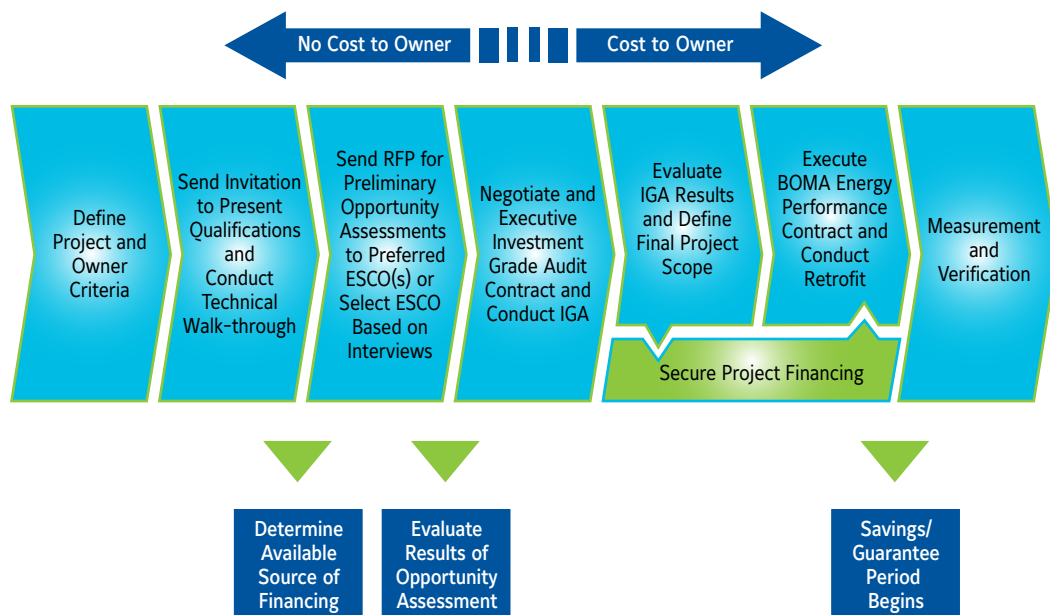 No Cost to Owner
Cost to Owner
Define
Project and
Owner
Criteria
Send Invitation
to Present
Qualifications
and
Conduct
Technical
Walk-through
Send RFP for
Preliminary
Opportunity
Assessments
to Preferred
ESCO(s) or
Select ESCO
Based on
Interviews
Negotiate and
Executive
Investment
Grade Audit
Contract and
Conduct IGA
Evaluate
IGA Results
and Define
Final Project
Scope
Execute
BOMA Energy
Performance
Contract and
Conduct
Retrofit
Measurement
and
Verification
Secure Project Financing
Determine
Available
Source of
Financing
Evaluate
Results of
Opportunity
Assessment
Savings/
Guarantee
Period
Begins